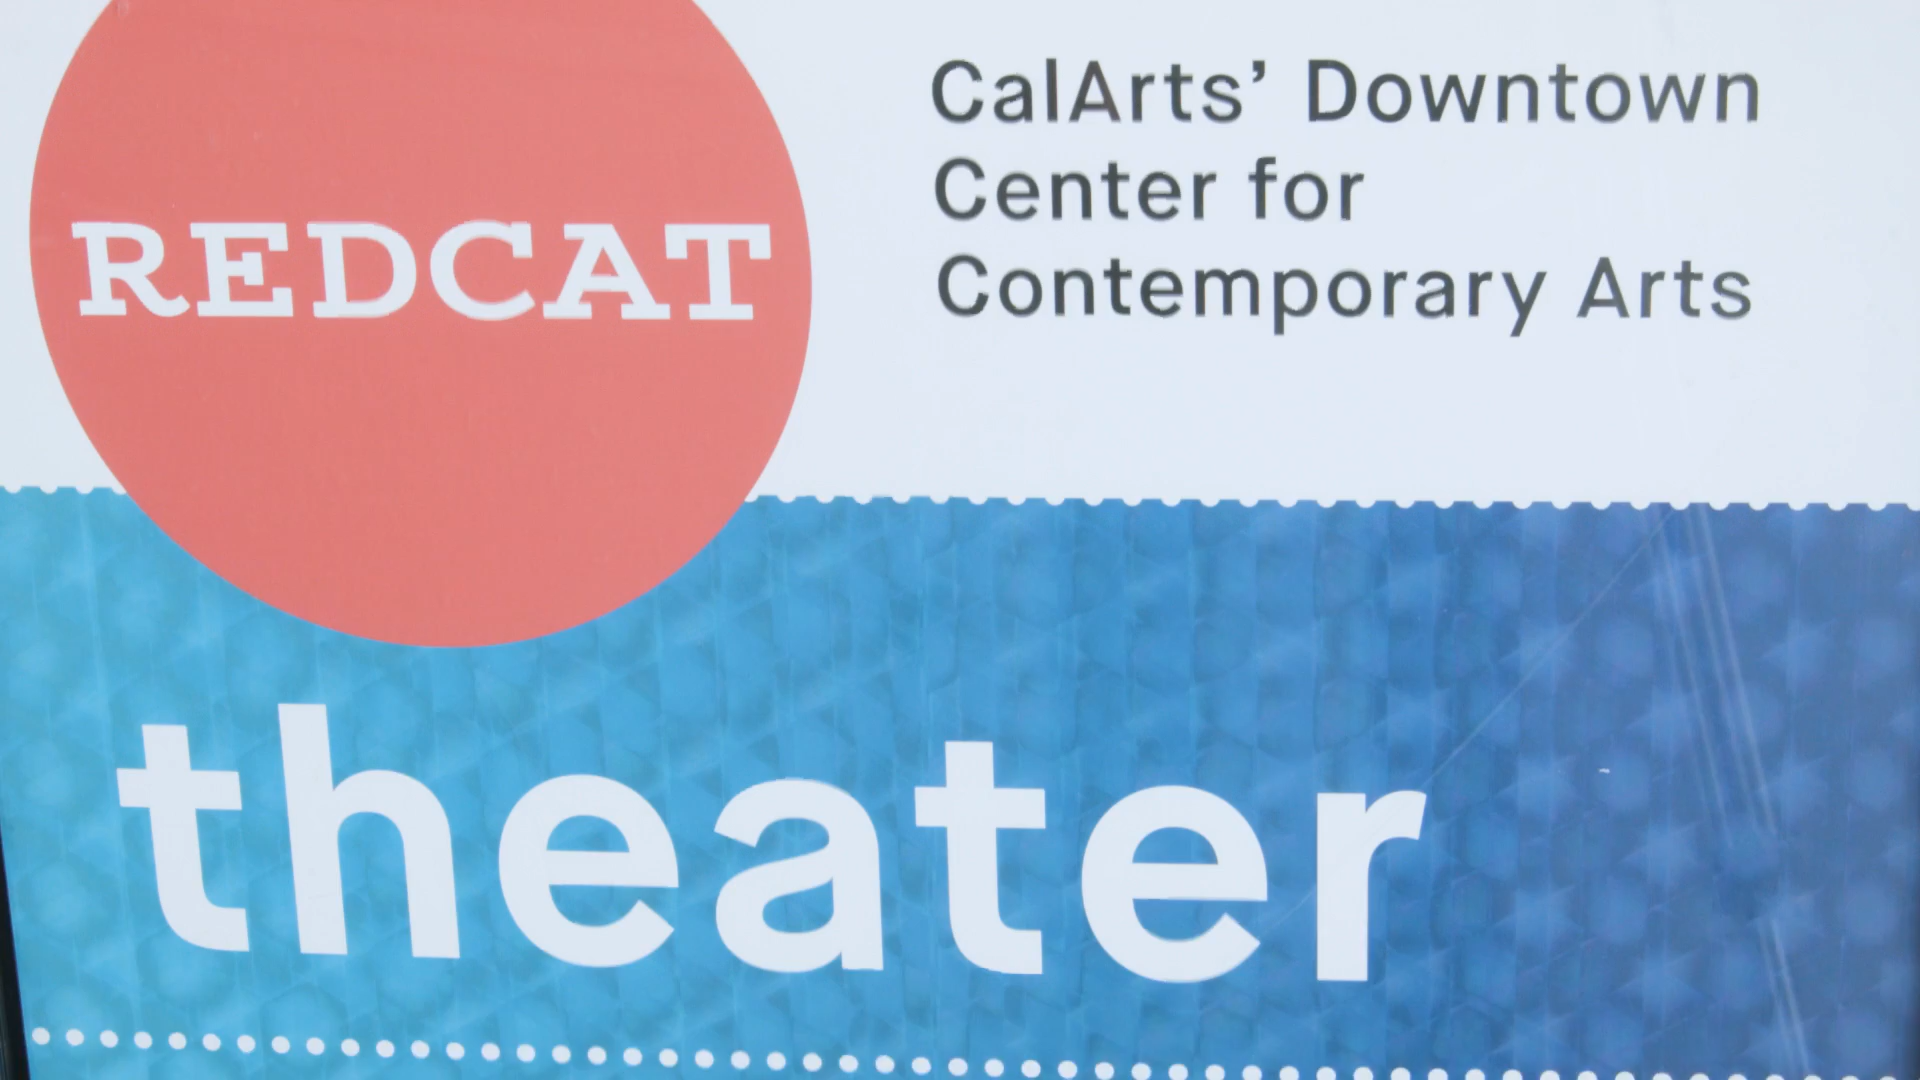 REDCAT
CalArts’ Downtown
Center for
Contemporary Arts
theater